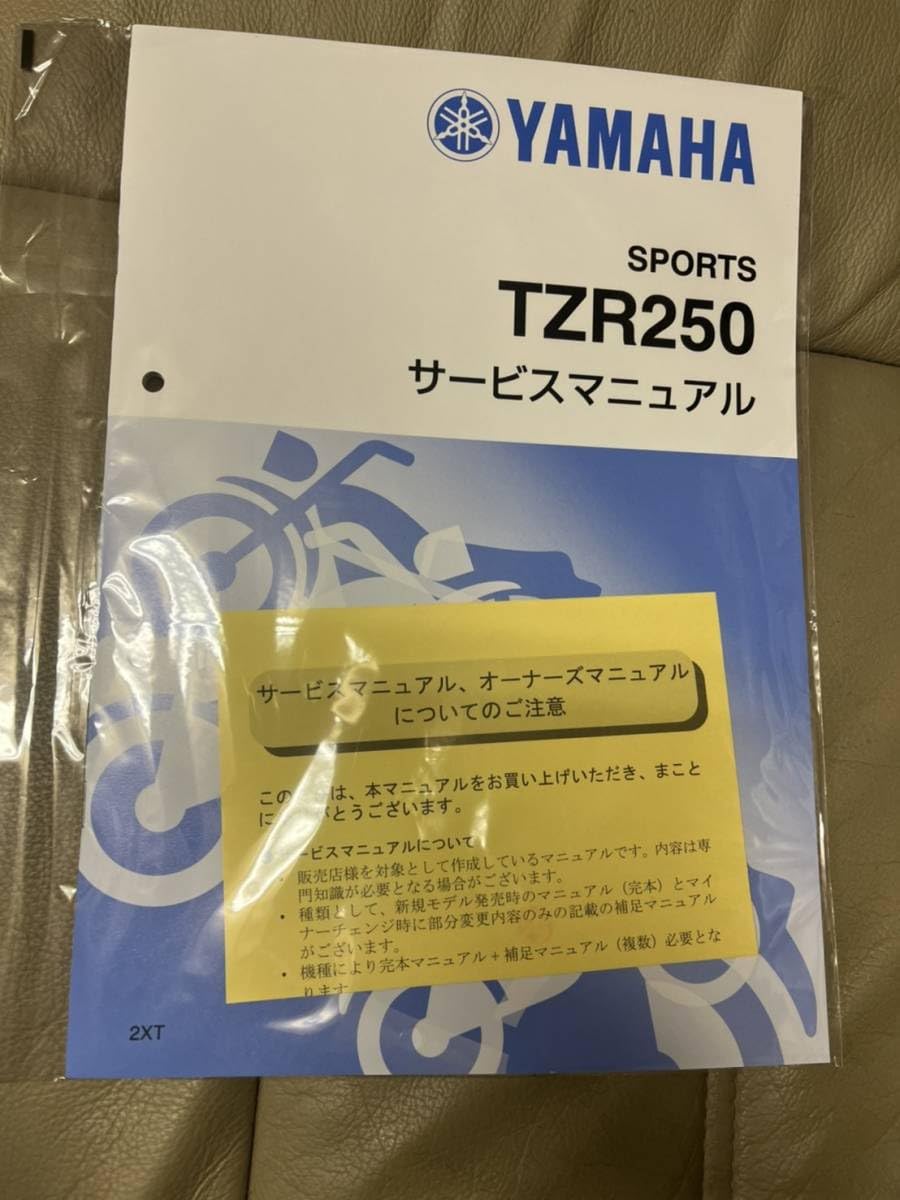 YAMAHA
SPORTS
TZR250
サービスマニュアル
サービスマニュアル、オーナーズマニュアル
についてのご注意
この は、本マニュアルをお買い上げいただき、まこと
に がとうございます。
ービスマニュアルについて
・ 販売店様を対象として作成しているマニュアルです。内容は専
門知識が必要となる場合がございます。
• 種類として、新規モデル発売時のマニュアル（完本）とマイ
ナーチェンジ時に部分変更内容のみの記載の補足マニュアル
がございます。
• 機種により完本マニュアル + 補足マニュアル（複数）必要とな
ります
2XT